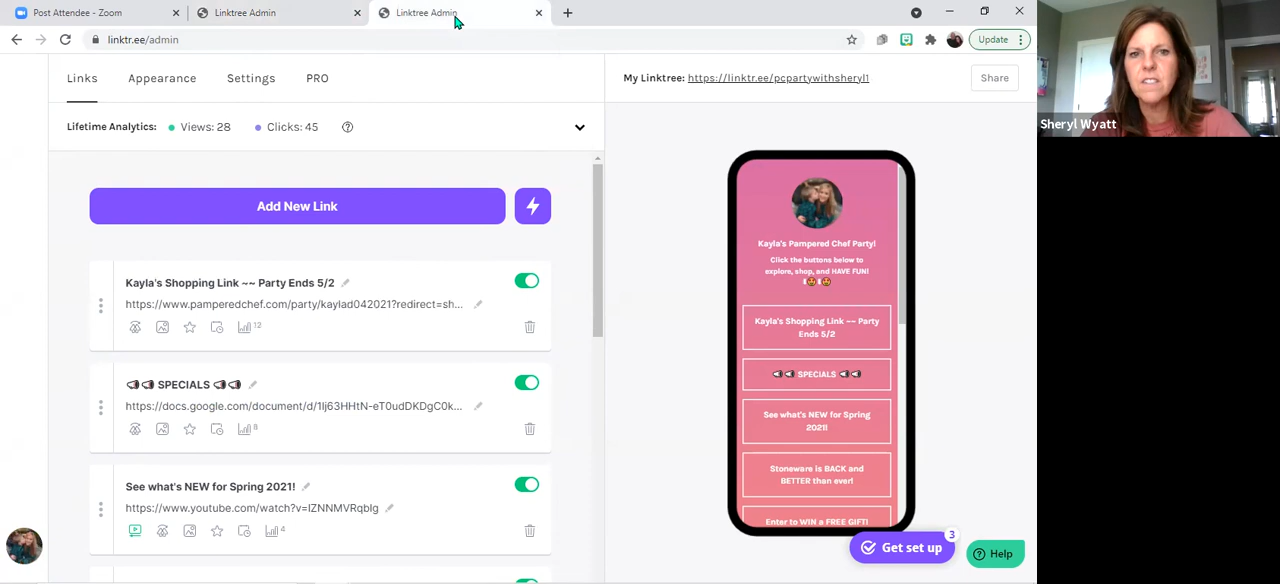 Post Attendee - Zoom
Linktree Admin
Linktree Admin
linktr.ee/admin
Update
Links
Appearance
Settings
PRO
My Linktree: https://linktr.ee/pcpartywithsheryl1
Share
Lifetime Analytics:
Views: 28
Clicks: 45
Add New Link
Kayla's Shopping Link ~~ Party Ends 5/2
https://www.pamperedchef.com/party/kaylad042021?redirect=sh...
12
SPECIALS
https://docs.google.com/document/d/1Ij63HHtN-eT0udDKDgC0k...
8
See what's NEW for Spring 2021!
https://www.youtube.com/watch?v=IZNNMVRqbIg
4
Kayla's Pampered Chef Party!
Click the buttons below to
explore, shop, and HAVE FUN!
Kayla's Shopping Link ~~ Party
Ends 5/2
SPECIALS
See what's NEW for Spring
2021!
Stoneware is BACK and
BETTER than ever!
Enter to WIN a FREE GIFT!
Get set up
3
Help
Sheryl Wyatt